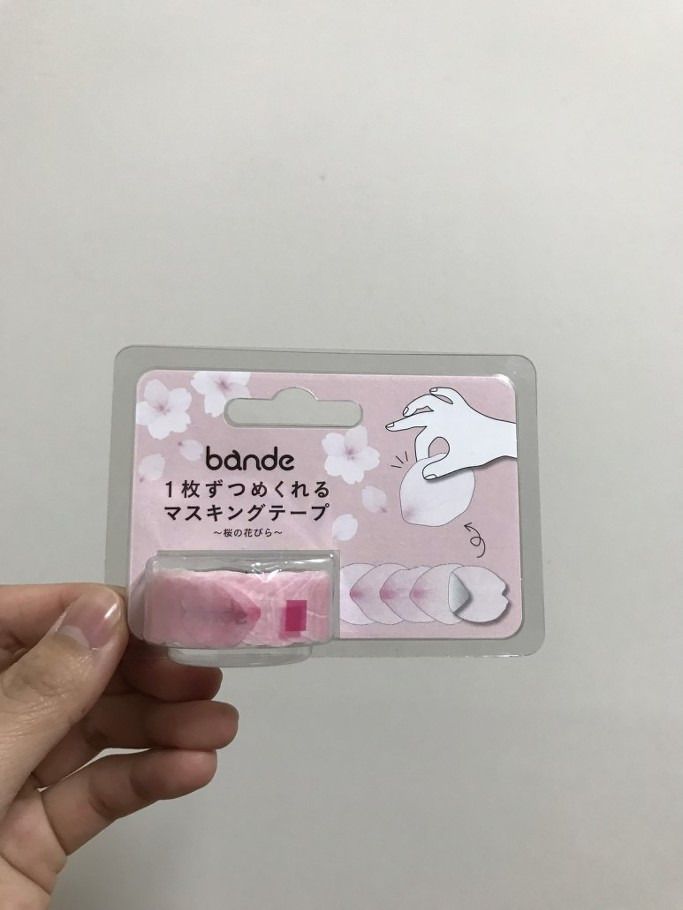 bande
1枚ずつめくれる
マスキングテープ
～桜の花びら～